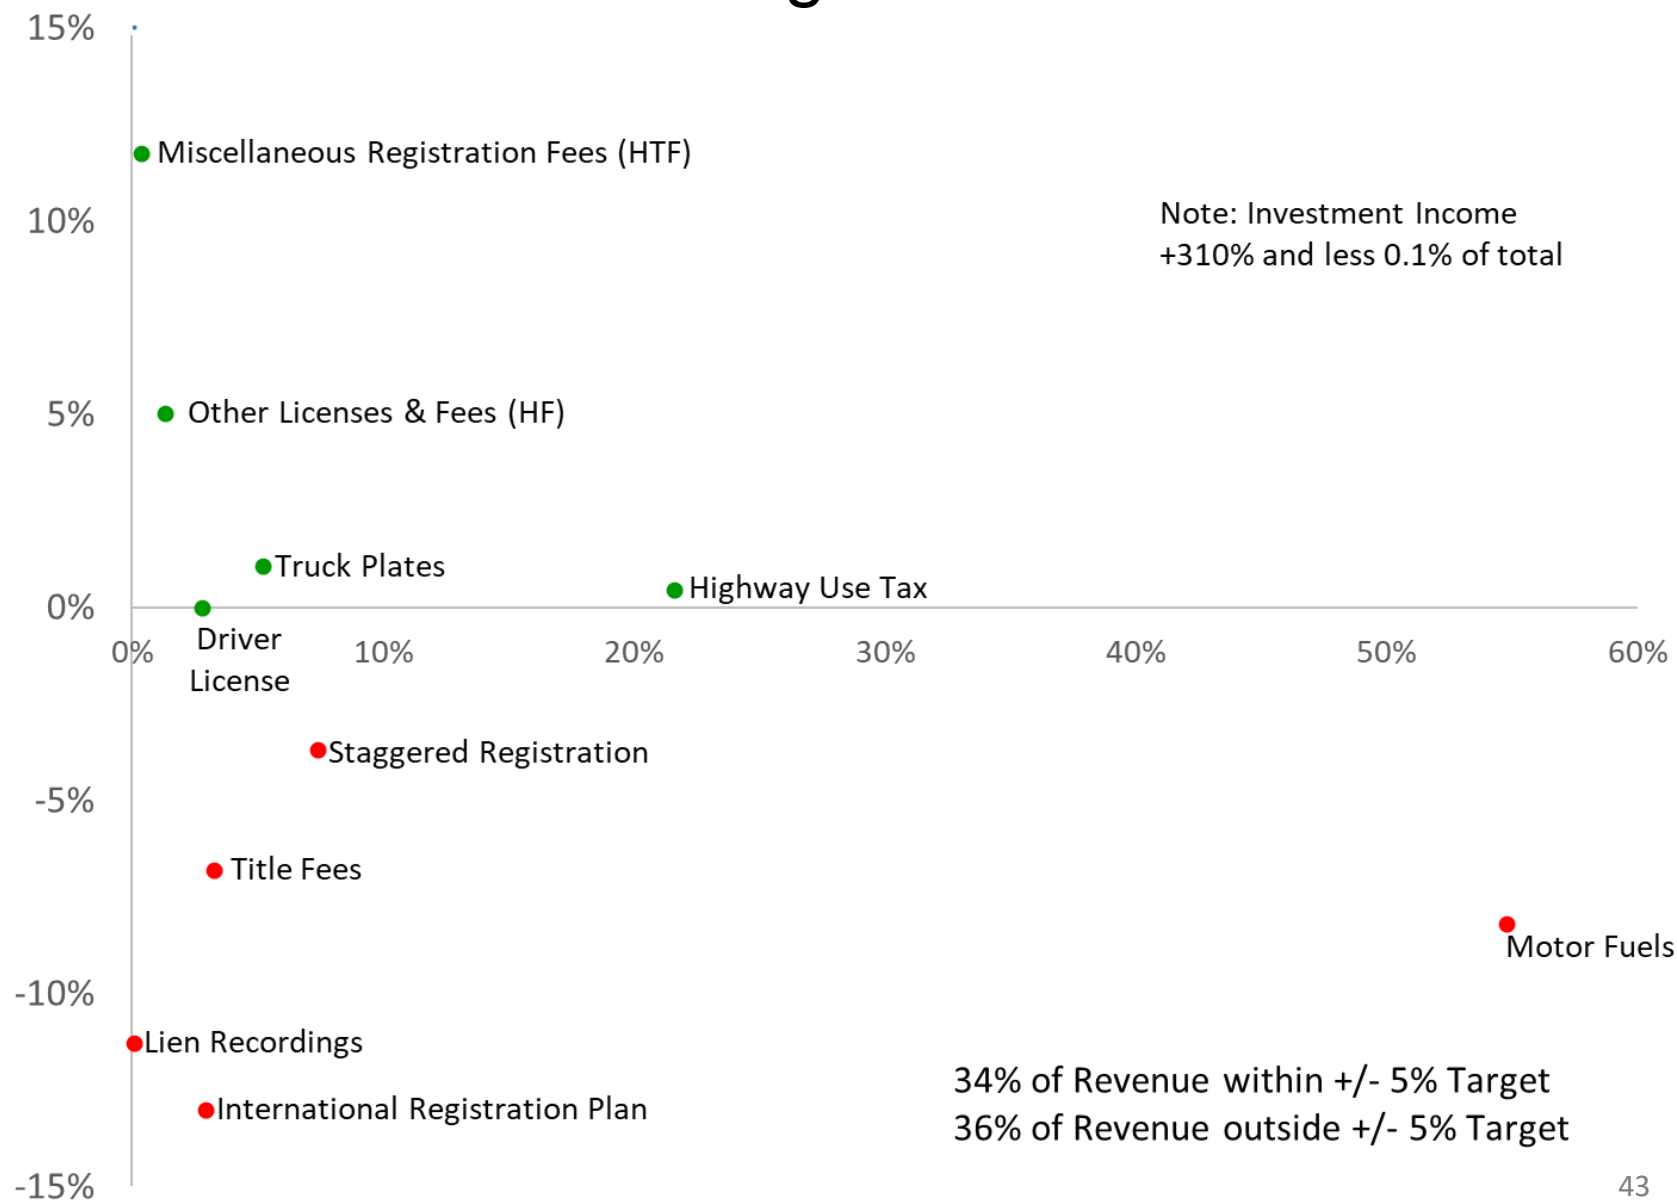 15%
Miscellaneous Registration Fees (HTF)
10%
Note: Investment Income
+310% and less 0.1% of total
5%
Other Licenses & Fees (HF)
Truck Plates
Highway Use Tax
0%
Driver
License
0%
10%
20%
30%
40%
50%
60%
Staggered Registration
-5%
Title Fees
Motor Fuels
-10%
Lien Recordings
International Registration Plan
34% of Revenue within +/- 5% Target
36% of Revenue outside +/- 5% Target
-15%
43